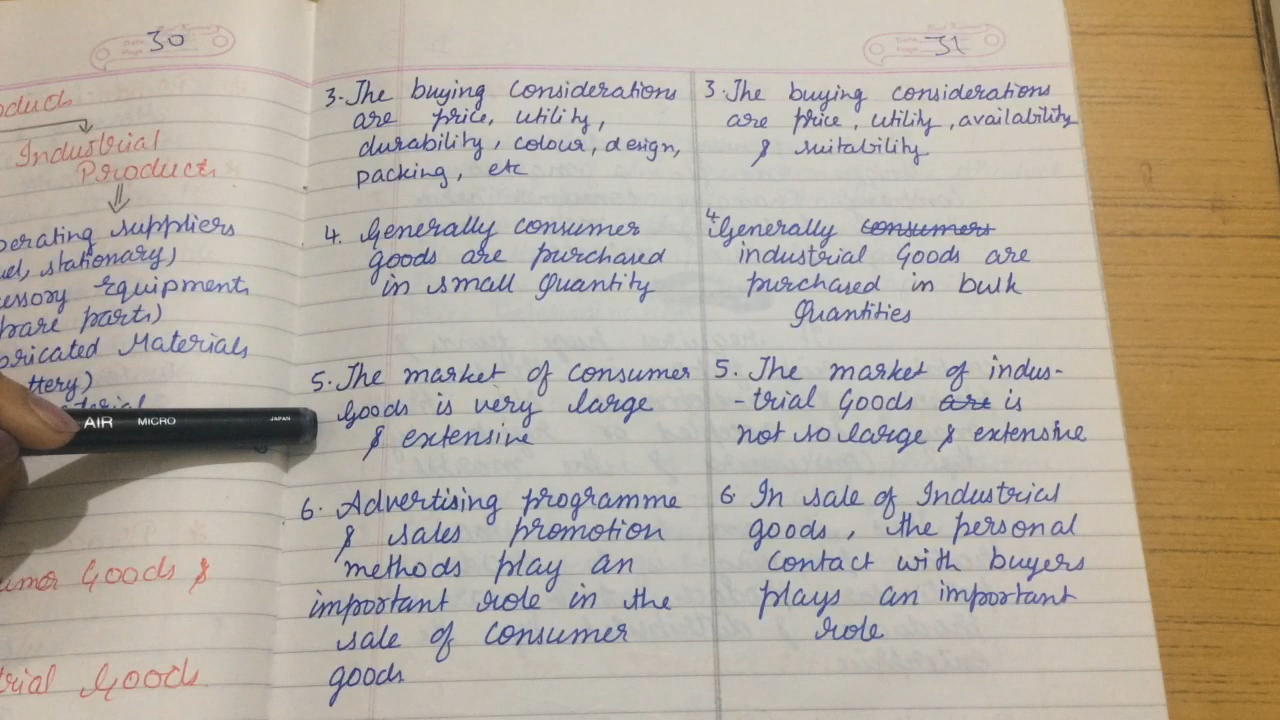 30
Industrial
Product
suppliers
stationary)
Equipment
parts)
Materials
Goods &
Goods
AIR MICRO JAPAN
31
3. The buying considerations
are price, utility,
durability, colour, design,
packing, etc
4. Generally consumer
goods are purchased
in small Quantity
5. The market of consumer
Goods is very large
& extensive
6. Advertising programme
& sales promotion
methods play an
important role in the
sale of consumer
goods
3. The buying considerations
are price, utility, availability
& suitability
4. Generally consumers
industrial Goods are
purchased in bulk
Quantities
5. The market of indus-
-trial Goods are is
not so large & extensive
6. In sale of Industrial
goods, the personal
contact with buyers
plays an important
role